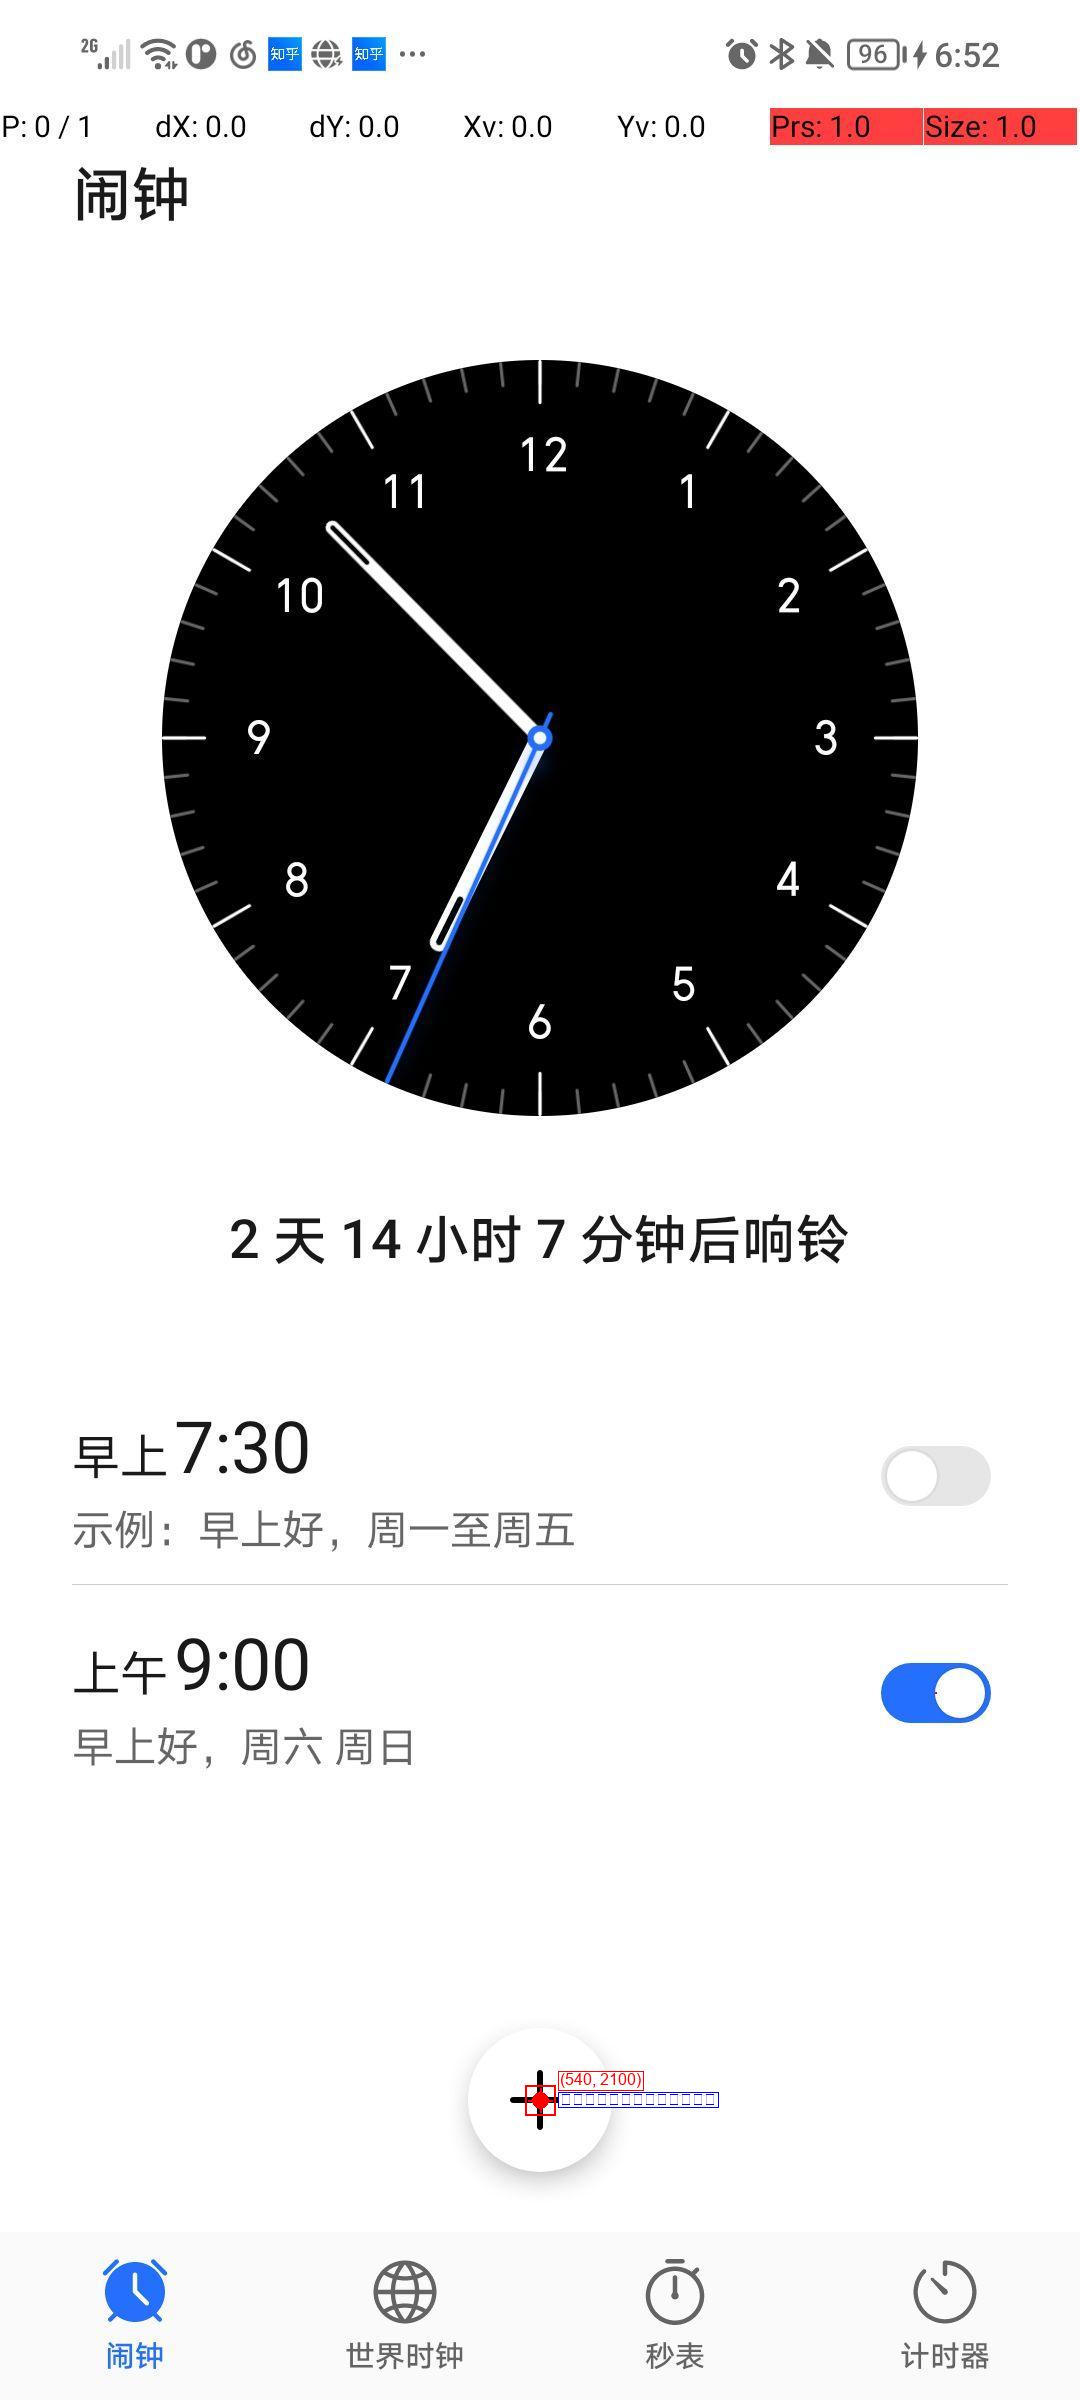 2G 知乎 知乎 ... 96 6:52
P: 0 / 1 dX: 0.0 dY: 0.0 Xv: 0.0 Yv: 0.0 Prs: 1.0 Size: 1.0
闹钟
12
11 1
10 2
9 3
8 4
7 5
6
2 天 14 小时 7 分钟后响铃
早上 7:30
示例：早上好，周一至周五
上午 9:00
早上好，周六 周日
(540, 2100)
闹钟 世界时钟 秒表 计时器